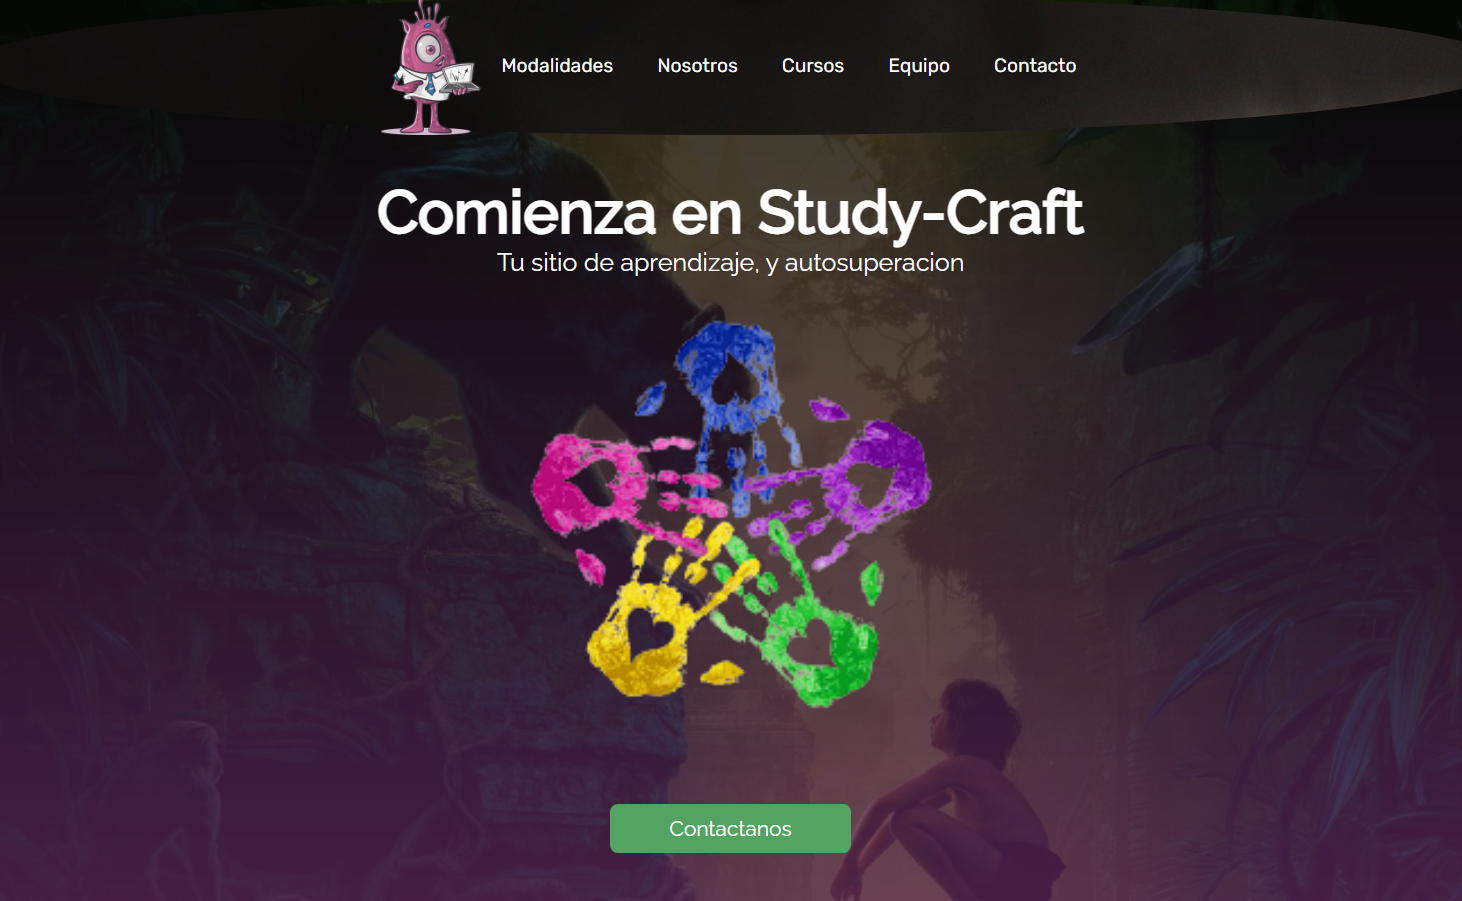 Modalidades
Nosotros
Cursos
Equipo
Contacto
Comienza en Study-Craft
Tu sitio de aprendizaje, y autosuperacion
Contactanos